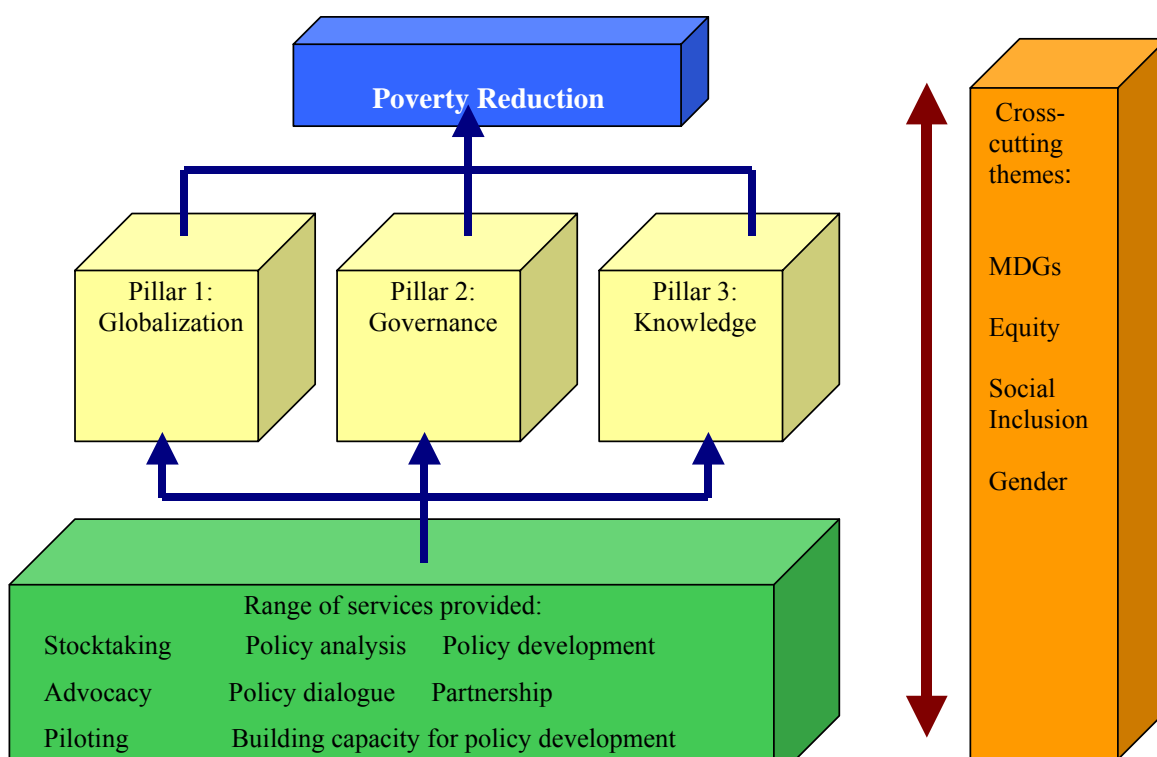 Poverty Reduction
Pillar 1:
Globalization
Pillar 2:
Governance
Pillar 3:
Knowledge
Range of services provided:
Stocktaking Policy analysis Policy development
Advocacy Policy dialogue Partnership
Piloting Building capacity for policy development
Cross-
cutting
themes:
MDGs
Equity
Social
Inclusion
Gender